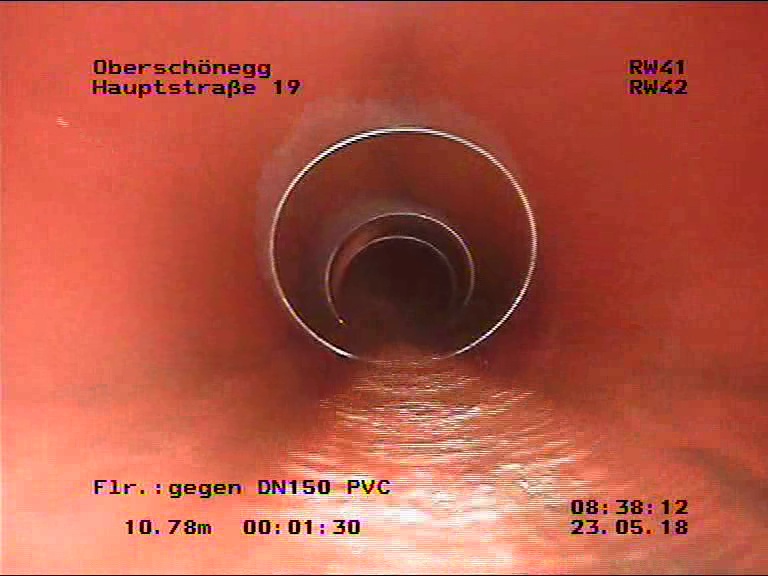 Oberschönegg
Hauptstraße 19
RW41
RW42
Flr.:gegen DN150 PVC
10.78m 00:01:30
08:38:12
23.05.18